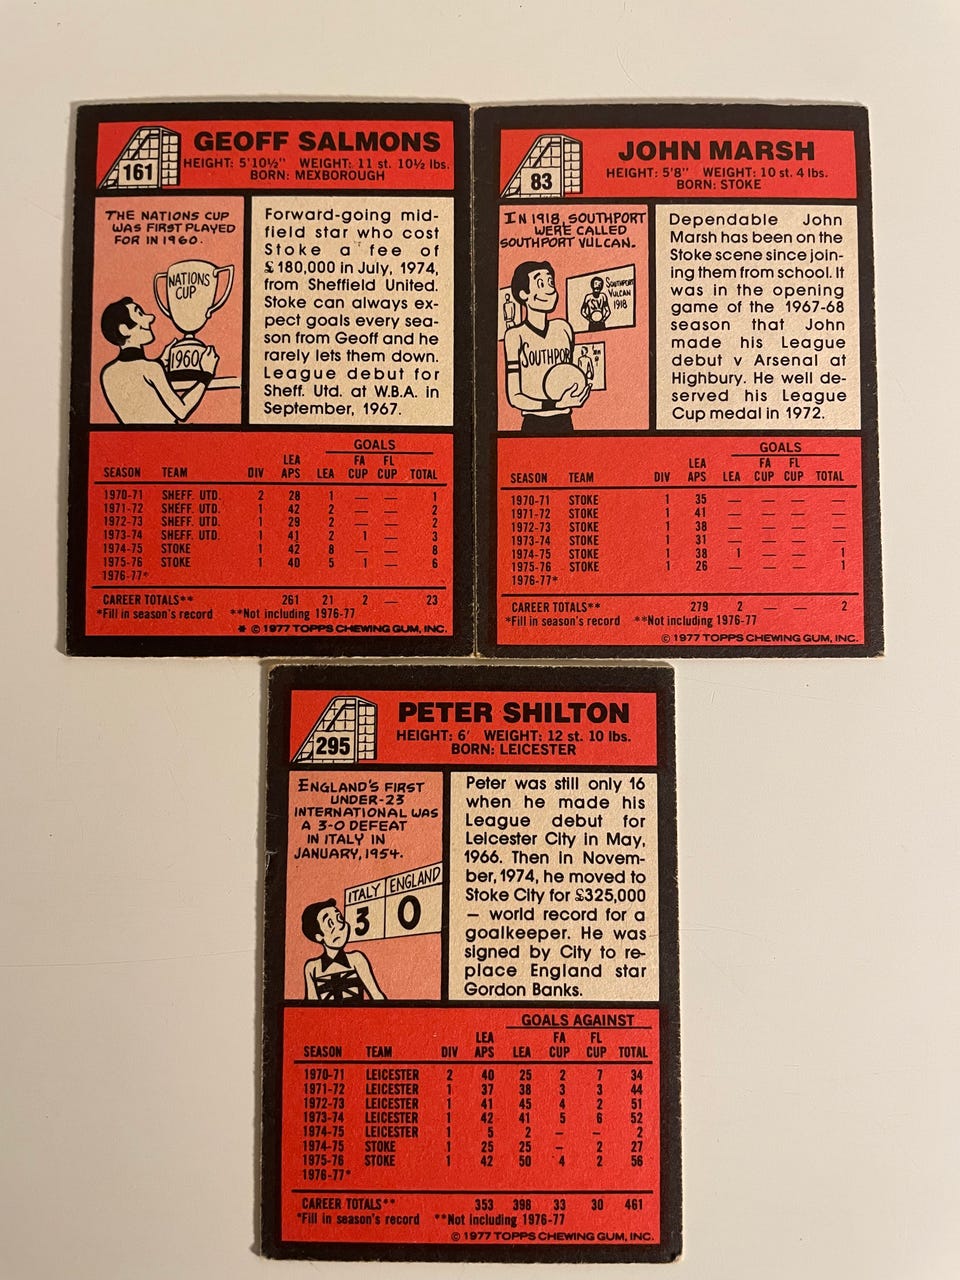 161
GEOFF SALMONS
HEIGHT: 5'10½" WEIGHT: 11 st. 10½ lbs.
BORN: MEXBOROUGH
THE NATIONS CUP
WAS FIRST PLAYED
FOR IN 1960.
NATIONS
CUP
1960
Forward-going mid-
field star who cost
Stoke a fee of
£180,000 in July, 1974,
from Sheffield United.
Stoke can always ex-
pect goals every sea-
son from Geoff and he
rarely lets them down.
League debut for
Sheff. Utd. at W.B.A. in
September, 1967.
GOALS
LEA FA FL
SEASON TEAM DIV APS LEA CUP CUP TOTAL
1970-71 SHEFF. UTD. 2 28 1 — — 1
1971-72 SHEFF. UTD. 1 42 2 — — 2
1972-73 SHEFF. UTD. 1 29 2 — — 2
1973-74 SHEFF. UTD. 1 41 2 1 — 3
1974-75 STOKE 1 42 8 — — 8
1975-76 STOKE 1 40 5 1 — 6
1976-77*
CAREER TOTALS** 261 21 2 — 23
*Fill in season's record **Not including 1976-77
* © 1977 TOPPS CHEWING GUM, INC.
83
JOHN MARSH
HEIGHT: 5'8" WEIGHT: 10 st. 4 lbs.
BORN: STOKE
IN 1918, SOUTHPORT
WERE CALLED
SOUTHPORT VULCAN.
SOUTHPORT
VULCAN
1918
SV
SOUTHPOR
Dependable John
Marsh has been on the
Stoke scene since join-
ing them from school. It
was in the opening
game of the 1967-68
season that John
made his League
debut v Arsenal at
Highbury. He well de-
served his League
Cup medal in 1972.
GOALS
LEA FA FL
SEASON TEAM DIV APS LEA CUP CUP TOTAL
1970-71 STOKE 1 35 — — — —
1971-72 STOKE 1 41 — — — —
1972-73 STOKE 1 38 — — — —
1973-74 STOKE 1 31 — — — —
1974-75 STOKE 1 38 1 — — 1
1975-76 STOKE 1 26 — — — 1
1976-77*
CAREER TOTALS** 279 2 — — 2
*Fill in season's record **Not including 1976-77
© 1977 TOPPS CHEWING GUM, INC.
295
PETER SHILTON
HEIGHT: 6' WEIGHT: 12 st. 10 lbs.
BORN: LEICESTER
ENGLAND'S FIRST
UNDER-23
INTERNATIONAL WAS
A 3-0 DEFEAT
IN ITALY IN
JANUARY, 1954.
ITALY ENGLAND
3 0
Peter was still only 16
when he made his
League debut for
Leicester City in May,
1966. Then in Novem-
ber, 1974, he moved to
Stoke City for £325,000
— world record for a
goalkeeper. He was
signed by City to re-
place England star
Gordon Banks.
GOALS AGAINST
LEA FA FL
SEASON TEAM DIV APS LEA CUP CUP TOTAL
1970-71 LEICESTER 2 40 25 2 7 34
1971-72 LEICESTER 1 37 38 3 3 44
1972-73 LEICESTER 1 41 45 4 2 51
1973-74 LEICESTER 1 42 41 5 6 52
1974-75 LEICESTER 1 5 2 — — 2
1974-75 STOKE 1 25 25 — 2 27
1975-76 STOKE 1 42 50 4 2 56
1976-77*
CAREER TOTALS** 353 398 33 30 461
*Fill in season's record **Not including 1976-77
© 1977 TOPPS CHEWING GUM, INC.